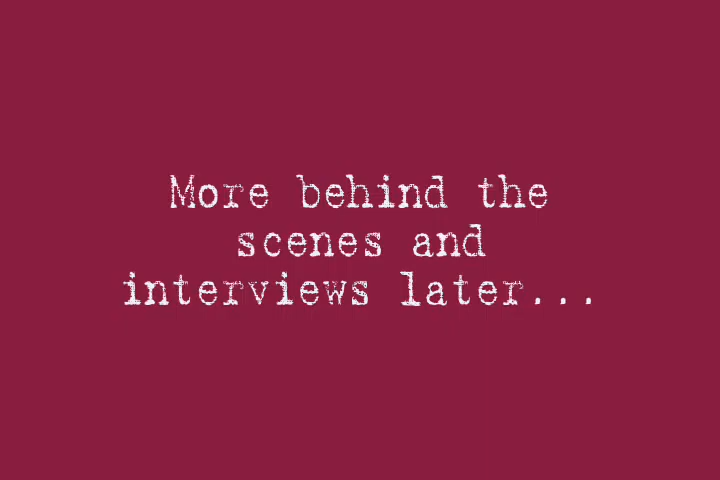 More behind the
scenes and
interviews later...